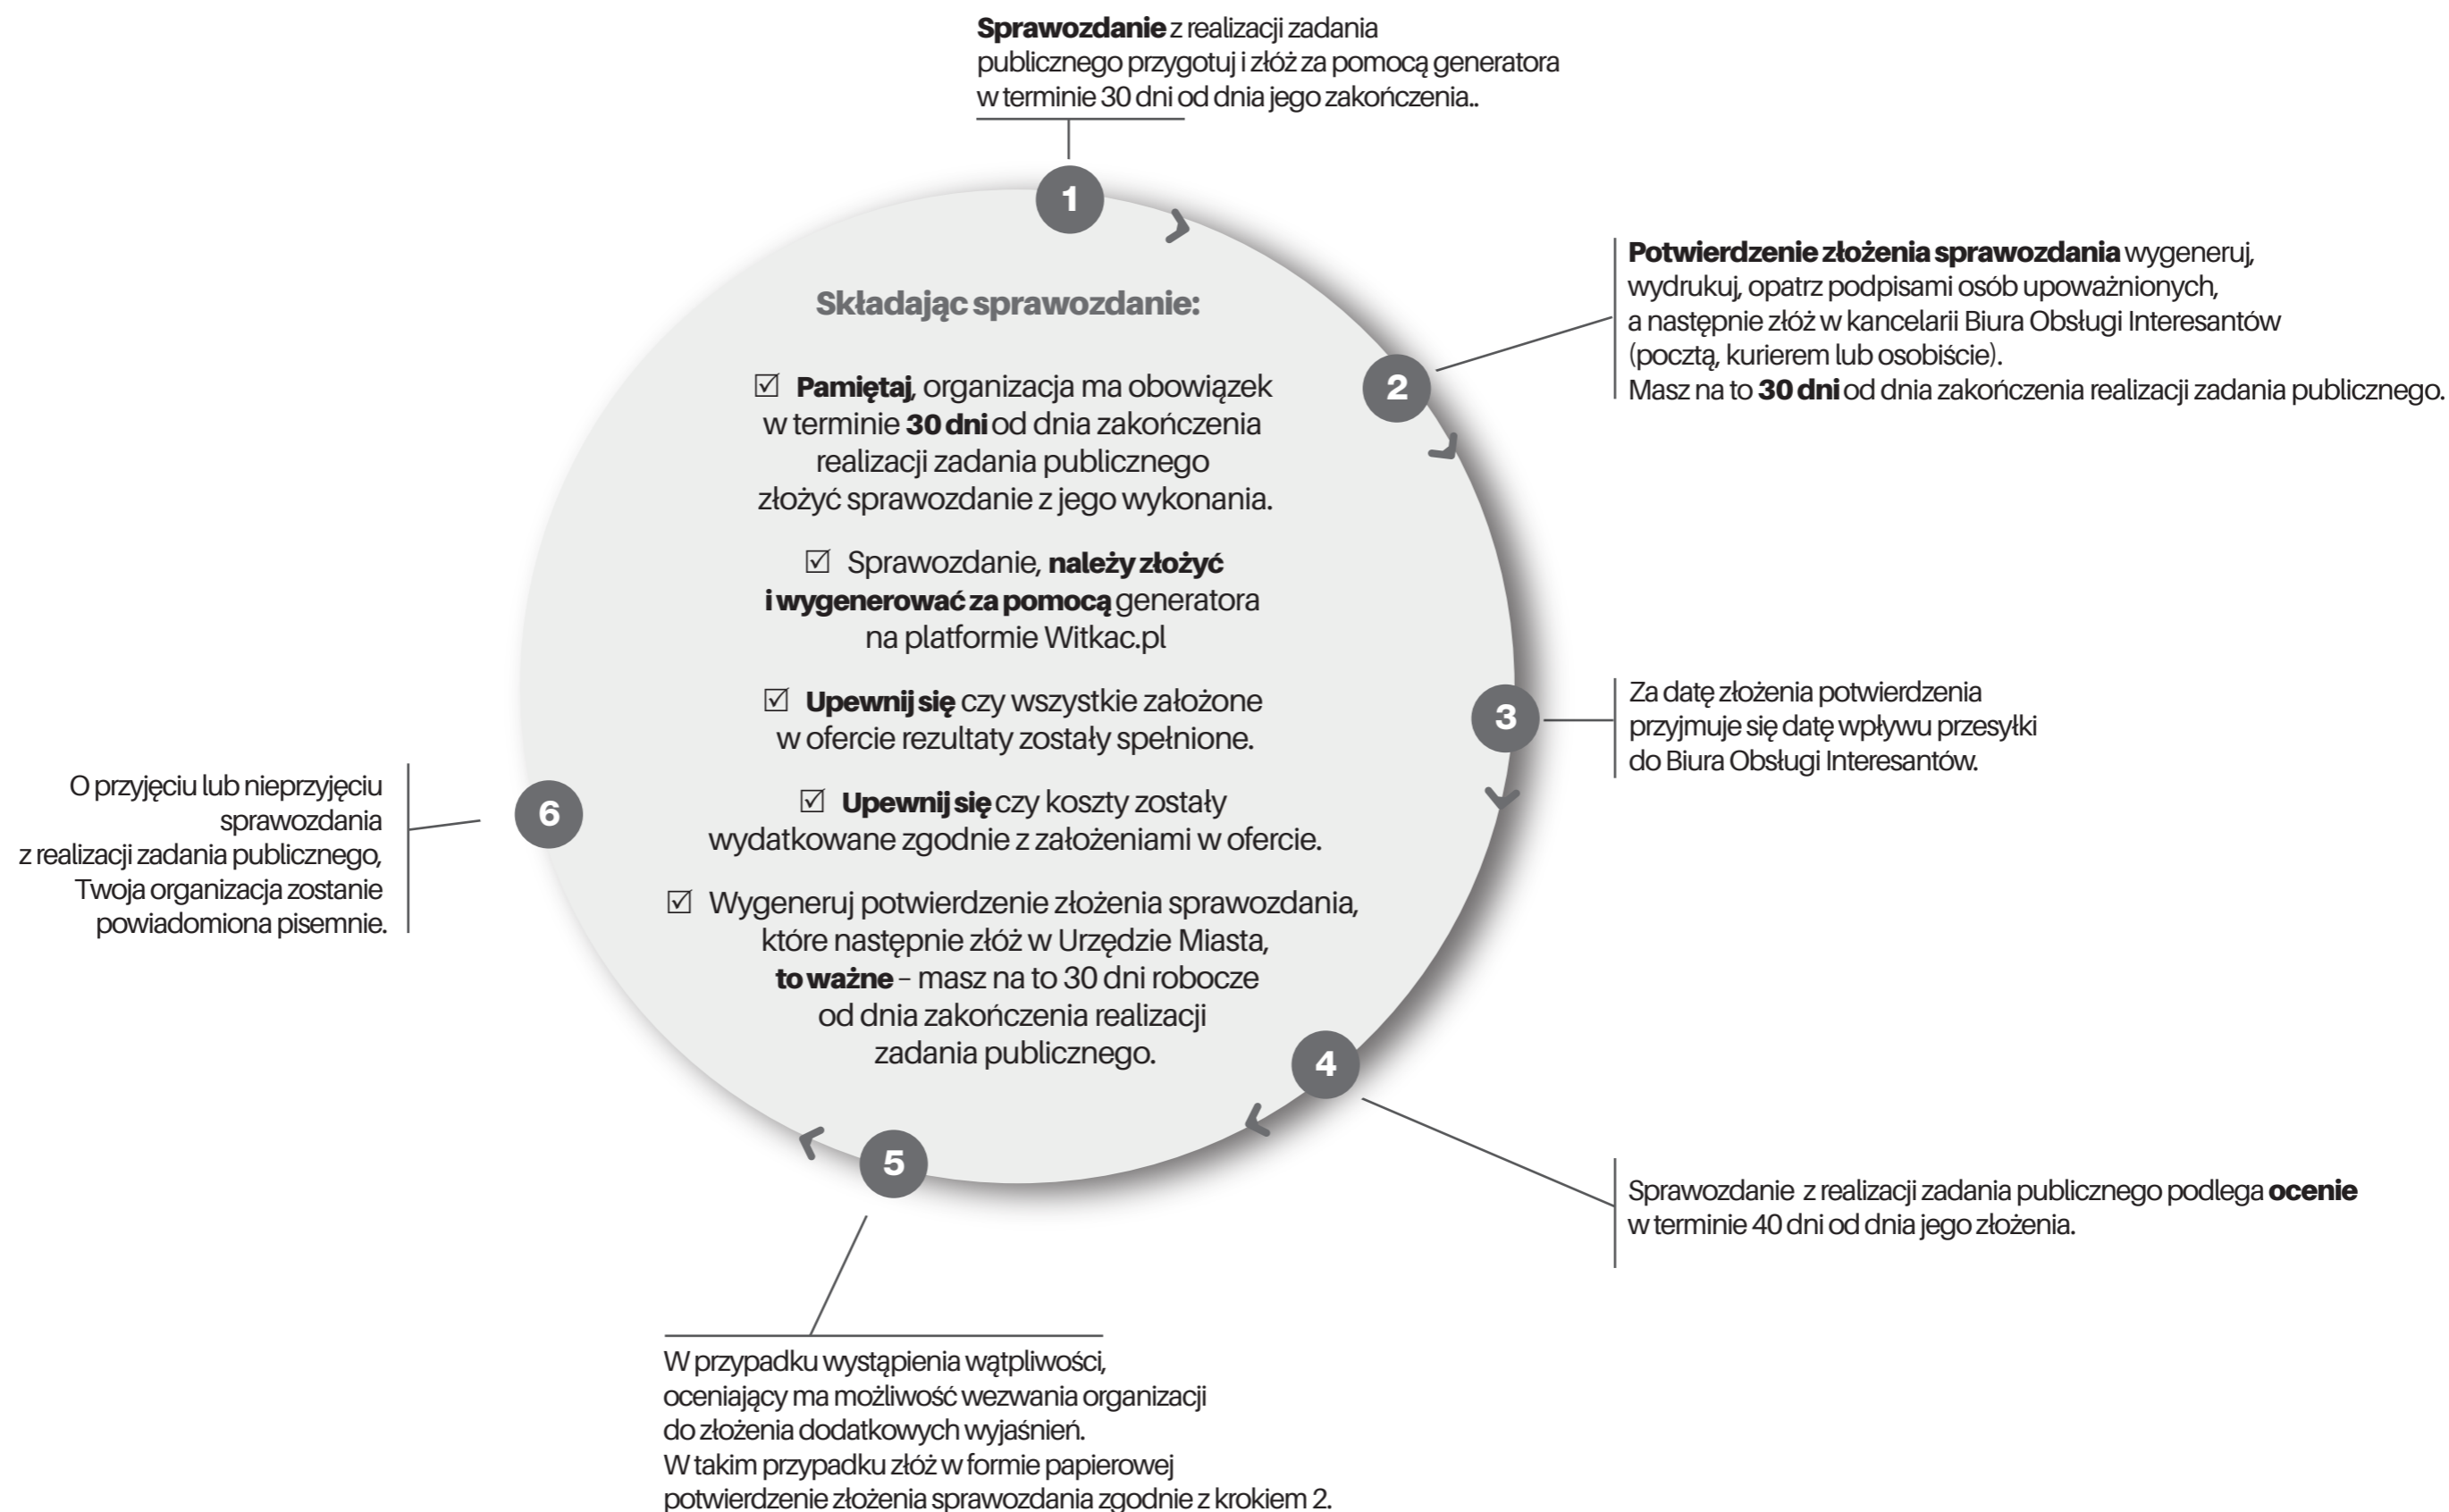 Sprawozdanie z realizacji zadania
publicznego przygotuj i złóż za pomocą generatora
w terminie 30 dni od dnia jego zakończenia..
1
Potwierdzenie złożenia sprawozdania wygeneruj,
wydrukuj, opatrz podpisami osób upoważnionych,
a następnie złóż w kancelarii Biura Obsługi Interesantów
(pocztą, kurierem lub osobiście).
Masz na to 30 dni od dnia zakończenia realizacji zadania publicznego.
2
Składając sprawozdanie:
☑ Pamiętaj, organizacja ma obowiązek
w terminie 30 dni od dnia zakończenia
realizacji zadania publicznego
złożyć sprawozdanie z jego wykonania.
☑ Sprawozdanie, należy złożyć
i wygenerować za pomocą generatora
na platformie Witkac.pl
☑ Upewnij się czy wszystkie założone
w ofercie rezultaty zostały spełnione.
☑ Upewnij się czy koszty zostały
wydatkowane zgodnie z założeniami w ofercie.
☑ Wygeneruj potwierdzenie złożenia sprawozdania,
które następnie złóż w Urzędzie Miasta,
to ważne – masz na to 30 dni robocze
od dnia zakończenia realizacji
zadania publicznego.
3
Za datę złożenia potwierdzenia
przyjmuje się datę wpływu przesyłki
do Biura Obsługi Interesantów.
4
Sprawozdanie z realizacji zadania publicznego podlega ocenie
w terminie 40 dni od dnia jego złożenia.
5
W przypadku wystąpienia wątpliwości,
oceniający ma możliwość wezwania organizacji
do złożenia dodatkowych wyjaśnień.
W takim przypadku złóż w formie papierowej
potwierdzenie złożenia sprawozdania zgodnie z krokiem 2.
6
O przyjęciu lub nieprzyjęciu
sprawozdania
z realizacji zadania publicznego,
Twoja organizacja zostanie
powiadomiona pisemnie.